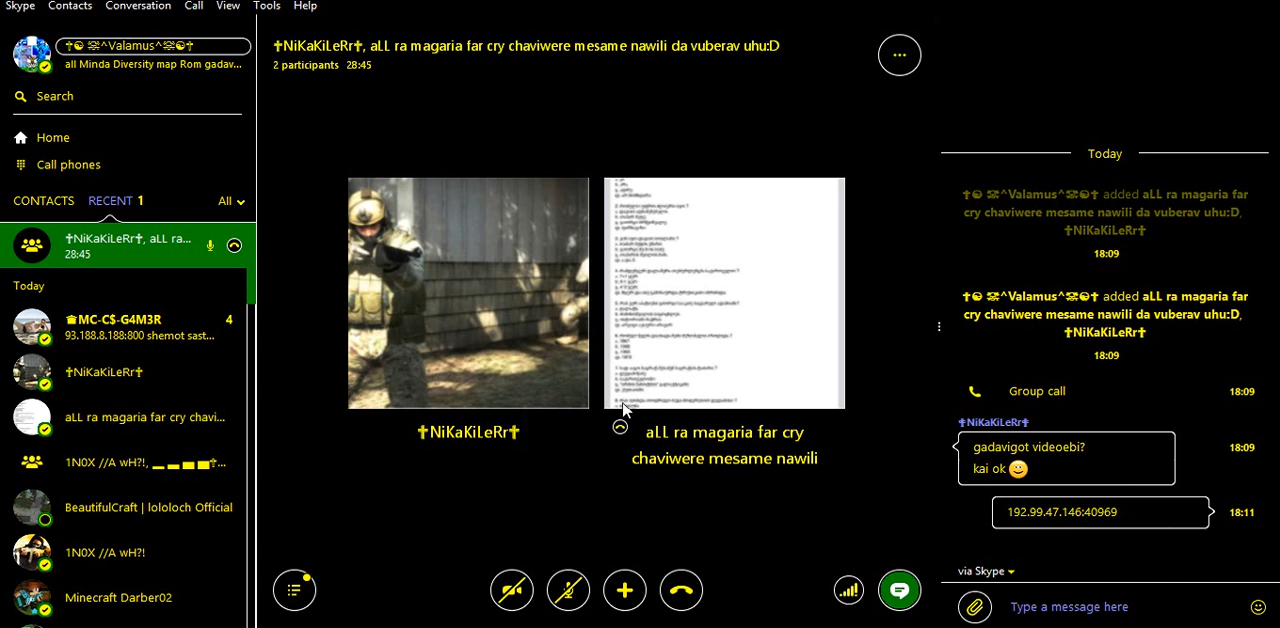 Skype Contacts Conversation Call View Tools Help
^Valamus^
all Minda Diversity map Rom gadav...
Search
Home
Call phones
CONTACTS RECENT 1 All
✝NiKaKiLeRr✝, aLL ra...
28:45
Today
♛MC-C$-G4M3R 4
93.188.8.188:800 shemot sast...
✝NiKaKiLeRr✝
aLL ra magaria far cry chavi...
1N0X //A wH?!, ▂ ▃ ▄ ▅✝...
BeautifulCraft | lololoch Official
1N0X //A wH?!
Minecraft Darber02
✝NiKaKiLeRr✝, aLL ra magaria far cry chaviwere mesame nawili da vuberav uhu:D
2 participants 28:45
✝NiKaKiLeRr✝
aLL ra magaria far cry
chaviwere mesame nawili
Today
^Valamus^ added aLL ra magaria far
cry chaviwere mesame nawili da vuberav uhu:D,
✝NiKaKiLeRr✝
18:09
^Valamus^ added aLL ra magaria far
cry chaviwere mesame nawili da vuberav uhu:D,
✝NiKaKiLeRr✝
18:09
Group call 18:09
✝NiKaKiLeRr✝
gadavigot videoebi? 18:09
kai ok
192.99.47.146:40969 18:11
via Skype
Type a message here